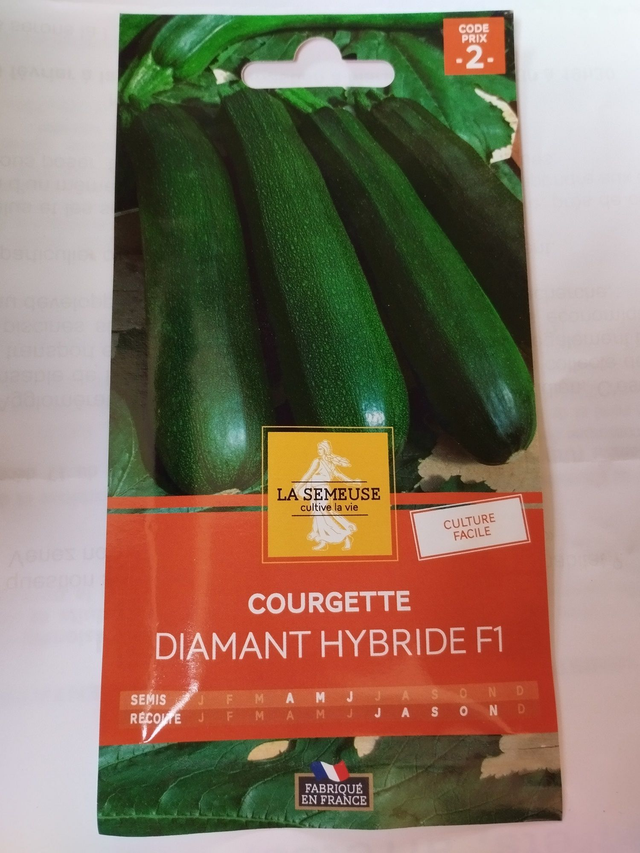 CODE
PRIX
-2-
LA SEMEUSE
cultive la vie
CULTURE
FACILE
COURGETTE
DIAMANT HYBRIDE F1
SEMIS J F M A M J J A S O N D
RÉCOLTE J F M A M J J A S O N D
FABRIQUÉ
EN FRANCE